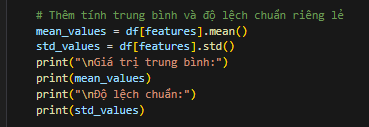 # Thêm tính trung bình và độ lệch chuẩn riêng lẻ
mean_values = df[features].mean()
std_values = df[features].std()
print("\nGiá trị trung bình:")
print(mean_values)
print("\nĐộ lệch chuẩn:")
print(std_values)